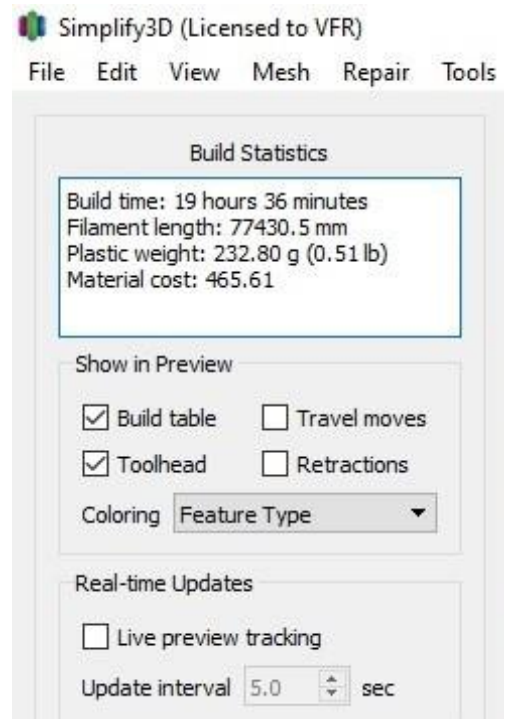 Simplify3D (Licensed to VFR)
File Edit View Mesh Repair Tools
Build Statistics
Build time: 19 hours 36 minutes
Filament length: 77430.5 mm
Plastic weight: 232.80 g (0.51 lb)
Material cost: 465.61
Show in Preview
Build table Travel moves
Toolhead Retractions
Coloring Feature Type
Real-time Updates
Live preview tracking
Update interval 5.0 sec